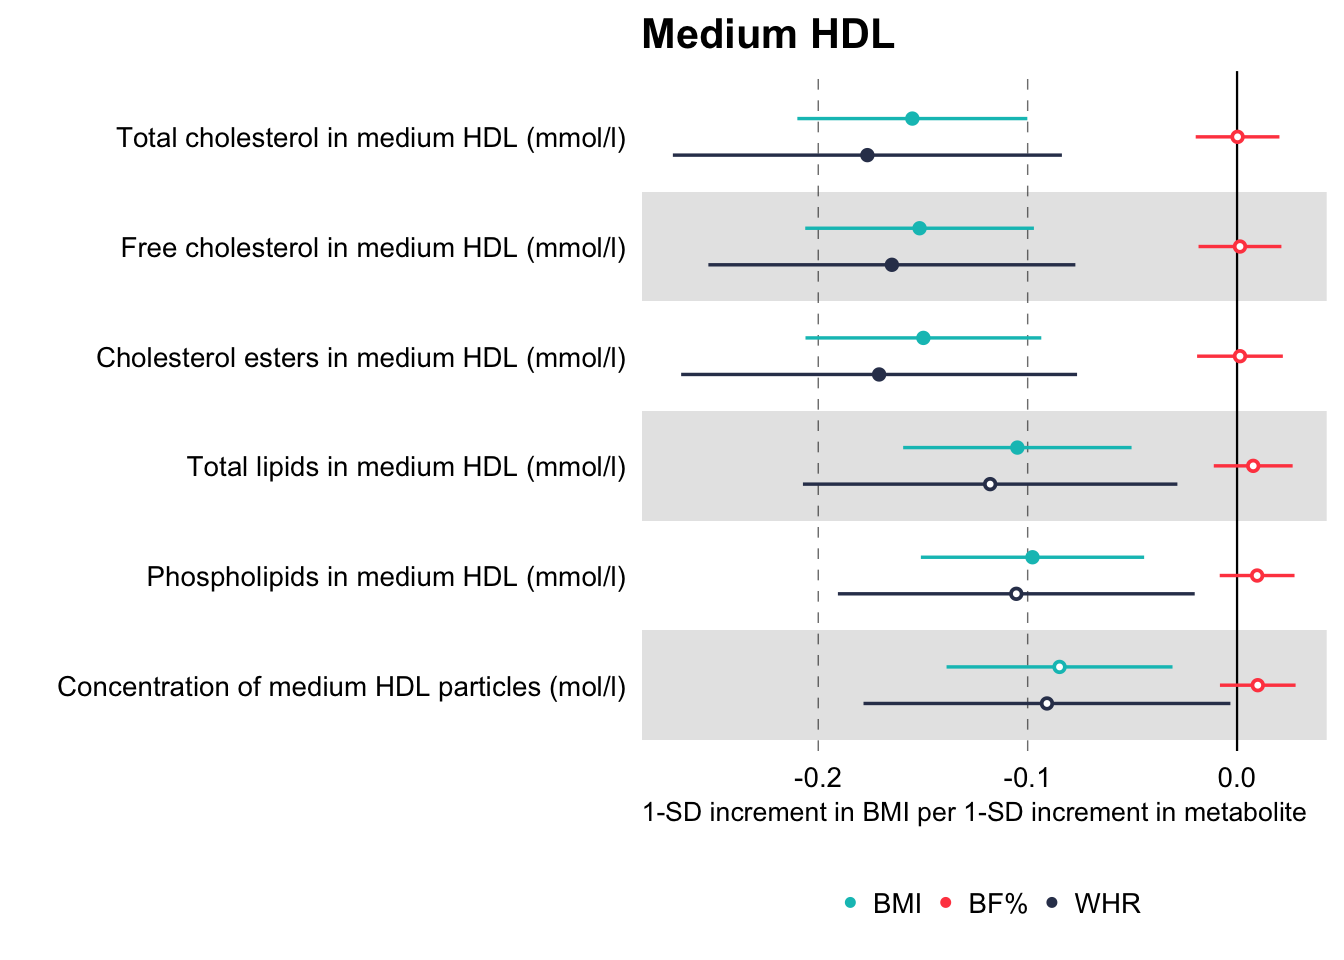 Medium HDL
Total cholesterol in medium HDL (mmol/l)
Free cholesterol in medium HDL (mmol/l)
Cholesterol esters in medium HDL (mmol/l)
Total lipids in medium HDL (mmol/l)
Phospholipids in medium HDL (mmol/l)
Concentration of medium HDL particles (mol/l)
-0.2 -0.1 0.0
1-SD increment in BMI per 1-SD increment in metabolite
BMI BF% WHR